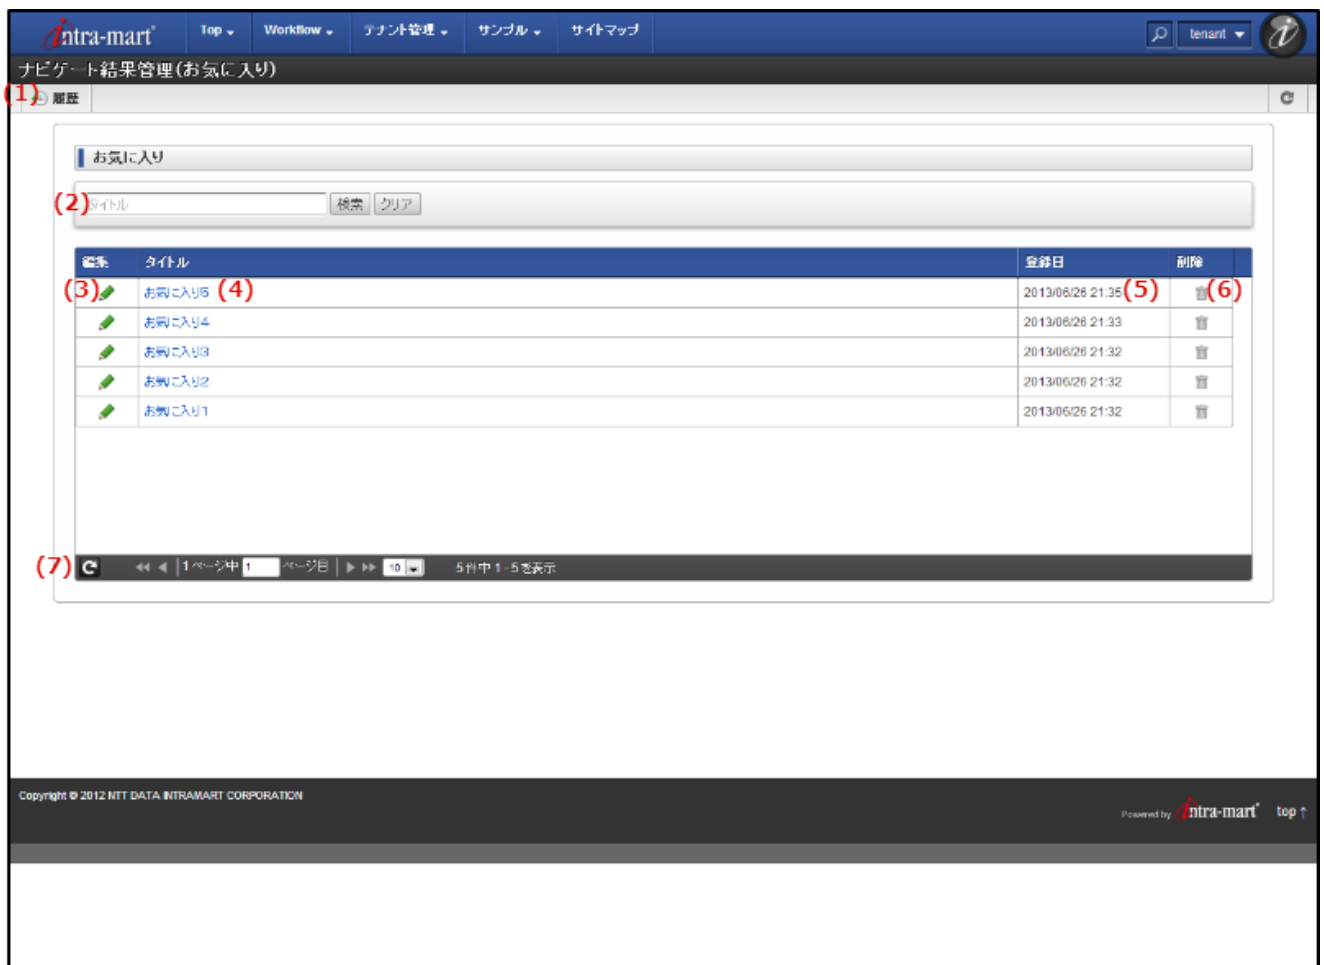 intra-mart Top Workflow テナント管理 サンプル サイトマップ tenant
ナビゲート結果管理(お気に入り)
(1) 履歴
お気に入り
(2) タイトル 検索 クリア
編集 タイトル 登録日 削除
(3) お気に入り5 (4) 2013/06/26 21:35 (5) (6)
お気に入り4 2013/06/26 21:33
お気に入り3 2013/06/26 21:32
お気に入り2 2013/06/26 21:32
お気に入り1 2013/06/26 21:32
(7) 1 ページ中 1 ページ目 10 5 件中 1 - 5 を表示
Copyright © 2012 NTT DATA INTRAMART CORPORATION
Powered by intra-mart top ↑